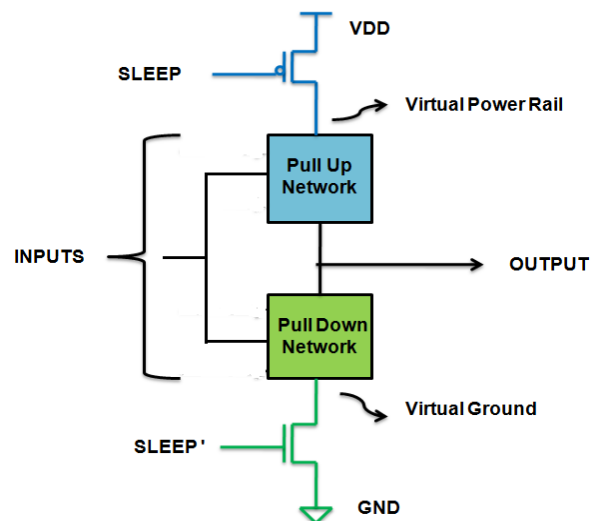 VDD
SLEEP
Virtual Power Rail
Pull Up
Network
INPUTS
OUTPUT
Pull Down
Network
Virtual Ground
SLEEP'
GND